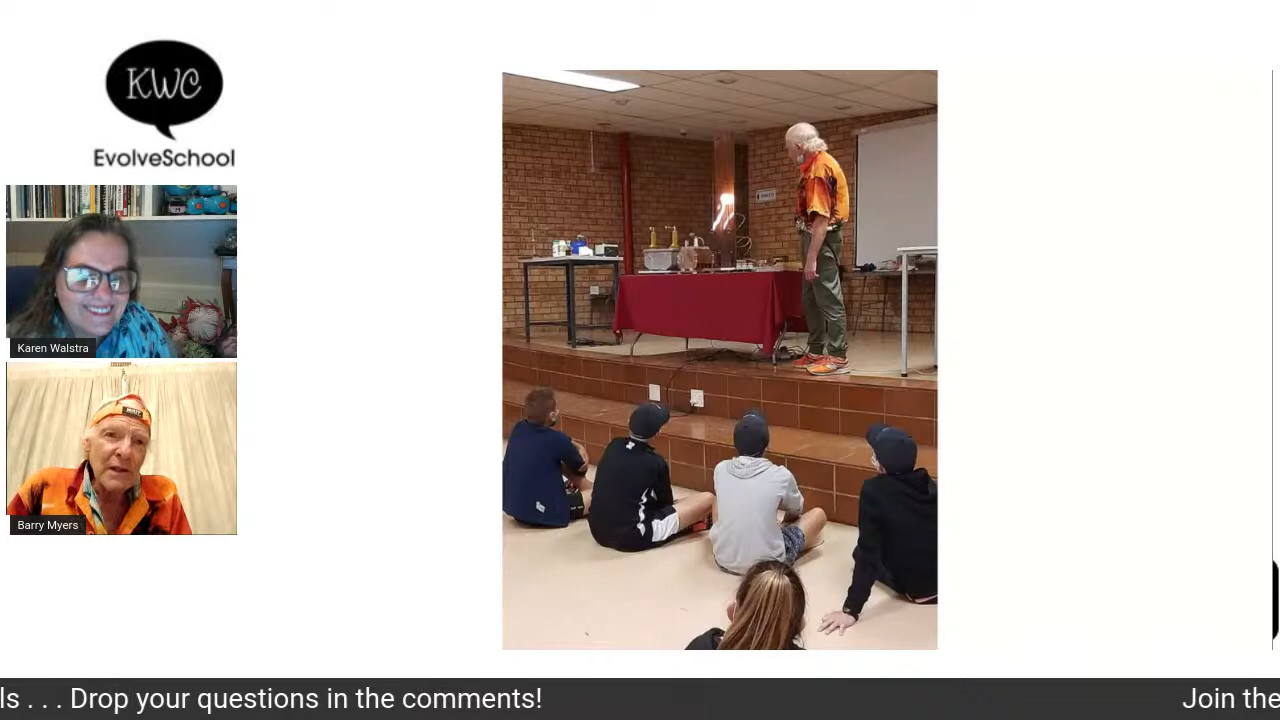 KWC
EvolveSchool
Karen Walstra
Barry Myers
ls . . . Drop your questions in the comments!
Join the